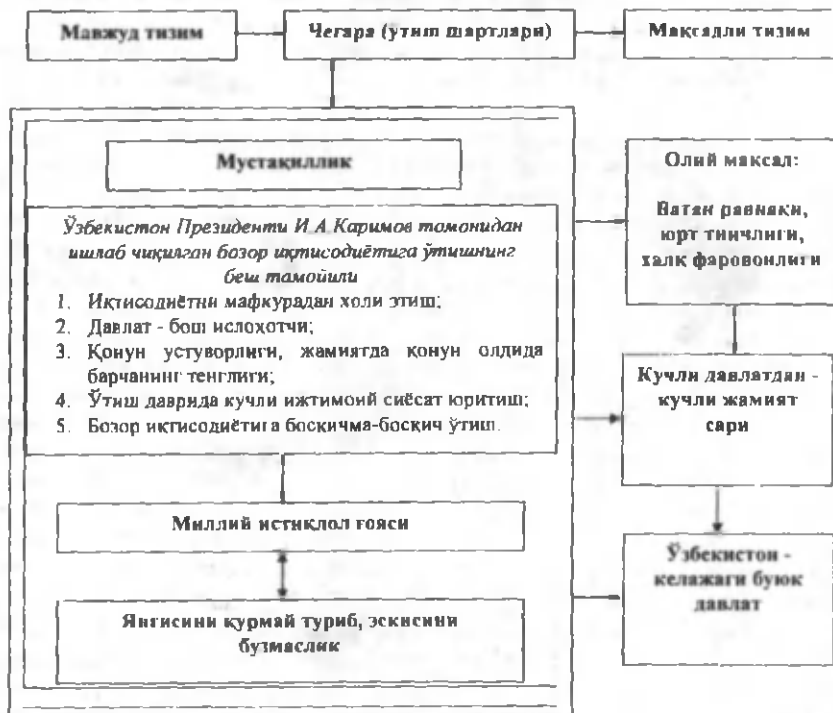 Мавжуд тизим
Чегара (ўтиш шартлари)
Мақсадли тизим
Мустақиллик
Ўзбекистон Президенти И.А.Каримов томонидан
ишлаб чиқилган бозор иқтисодиётига ўтишнинг
беш тамойили
1. Иқтисодиётни мафкурадан холи этиш;
2. Давлат - бош ислоҳотчи;
3. Қонун устуворлиги, жамиятда қонун олдида
барчанинг тенглиги;
4. Ўтиш даврида кучли ижтимоий сиёсат юритиш;
5. Бозор иқтисодиётига босқичма-босқич ўтиш.
Миллий истиқлол ғояси
Янгисини қурмай туриб, эскисини
бузмаслик
Олий мақсад:
Ватан равнақи,
юрт тинчлиги,
халқ фаровонлиги
Кучли давлатдан -
кучли жамият
сари
Ўзбекистон -
келажаги буюк
давлат